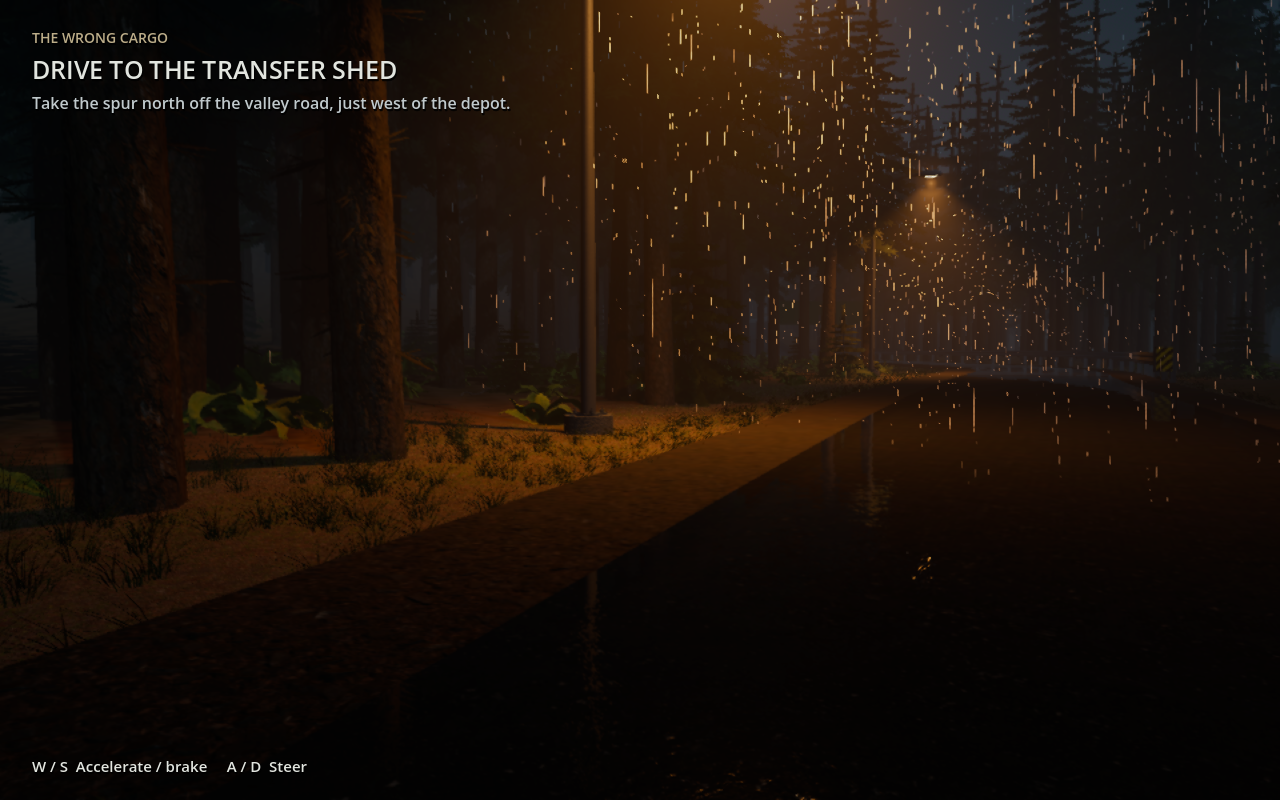 THE WRONG CARGO
DRIVE TO THE TRANSFER SHED
Take the spur north off the valley road, just west of the depot.
W / S Accelerate / brake A / D Steer